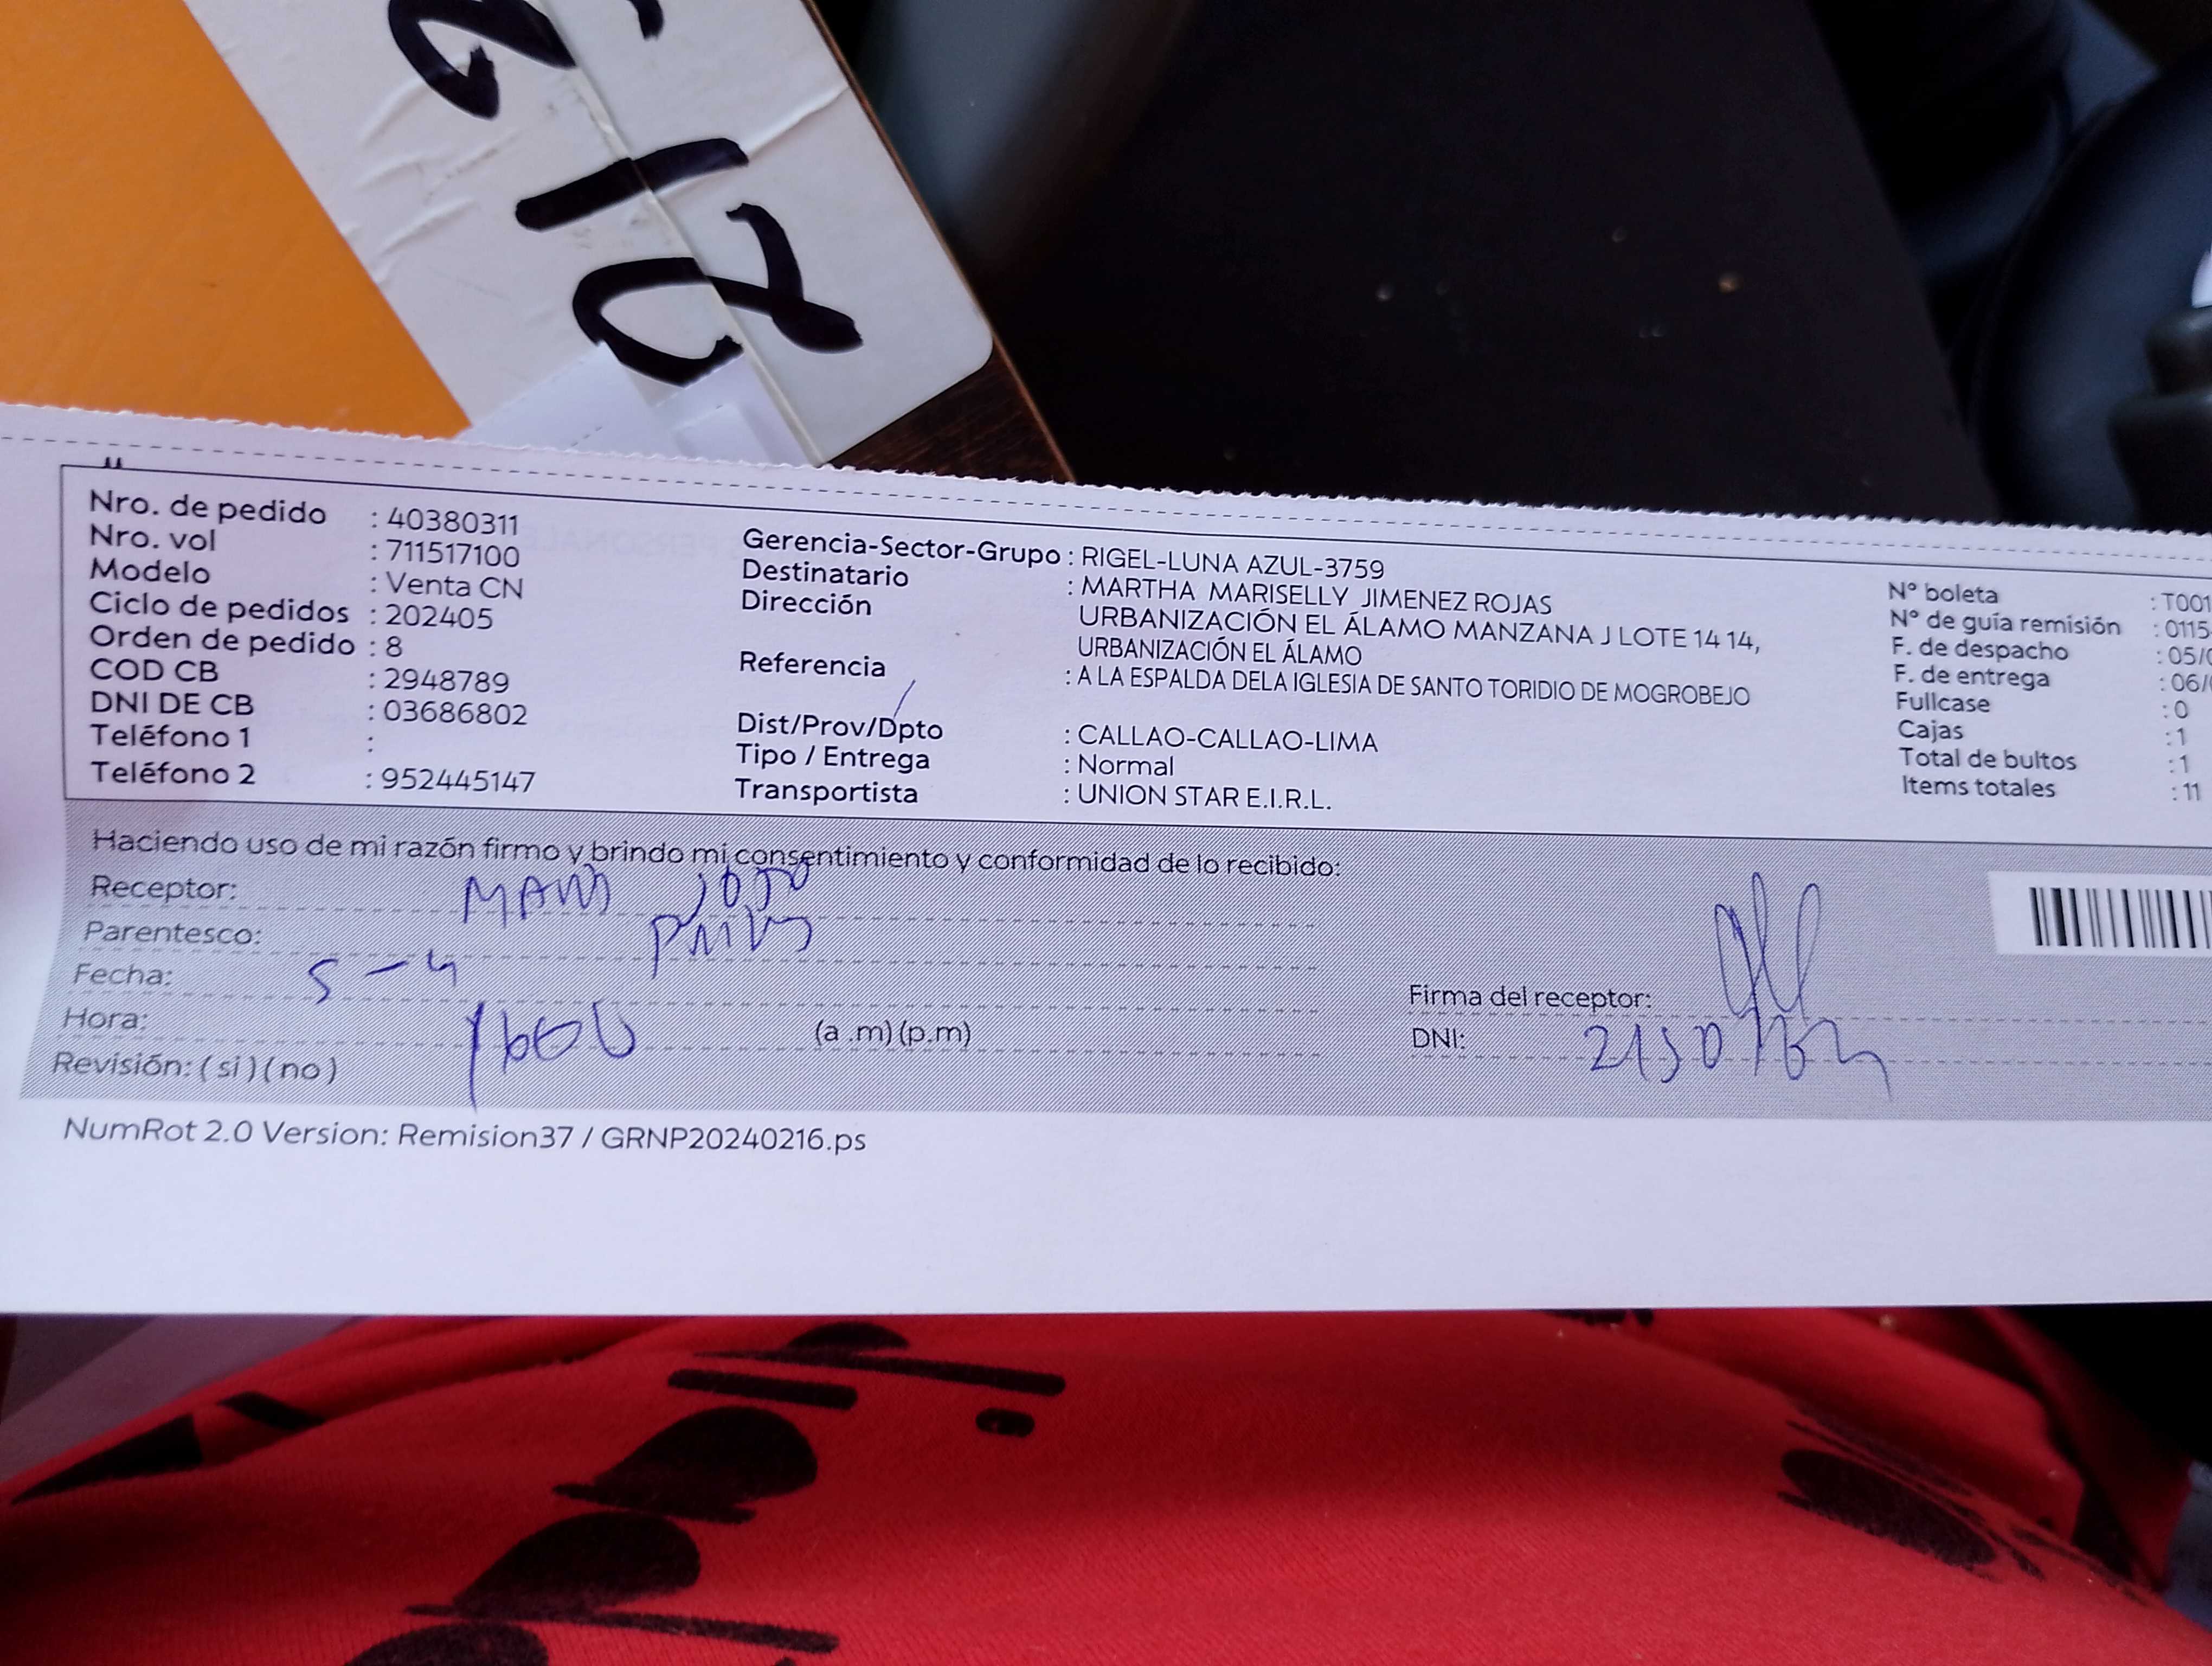 Nro. de pedido : 40380311
Nro. vol : 711517100
Modelo : Venta CN
Ciclo de pedidos : 202405
Orden de pedido : 8
COD CB : 2948789
DNI DE CB : 03686802
Teléfono 1 :
Teléfono 2 : 952445147
Gerencia-Sector-Grupo : RIGEL-LUNA AZUL-3759
Destinatario : MARTHA MARISELLY JIMENEZ ROJAS
Dirección URBANIZACIÓN EL ÁLAMO MANZANA J LOTE 14 14,
URBANIZACIÓN EL ÁLAMO
Referencia : A LA ESPALDA DELA IGLESIA DE SANTO TORIDIO DE MOGROBEJO
Dist/Prov/Dpto : CALLAO-CALLAO-LIMA
Tipo / Entrega : Normal
Transportista : UNION STAR E.I.R.L.
N° boleta : T001
N° de guía remisión : 0115
F. de despacho : 05/
F. de entrega : 06/
Fullcase : 0
Cajas : 1
Total de bultos : 1
Items totales : 11
Haciendo uso de mi razón firmo y brindo mi consentimiento y conformidad de lo recibido:
Receptor:
Parentesco:
Fecha: 5-4
Hora: 1600 (a .m) (p.m)
Revisión: ( si ) ( no )
Firma del receptor:
DNI:
NumRot 2.0 Version: Remision37 / GRNP20240216.ps